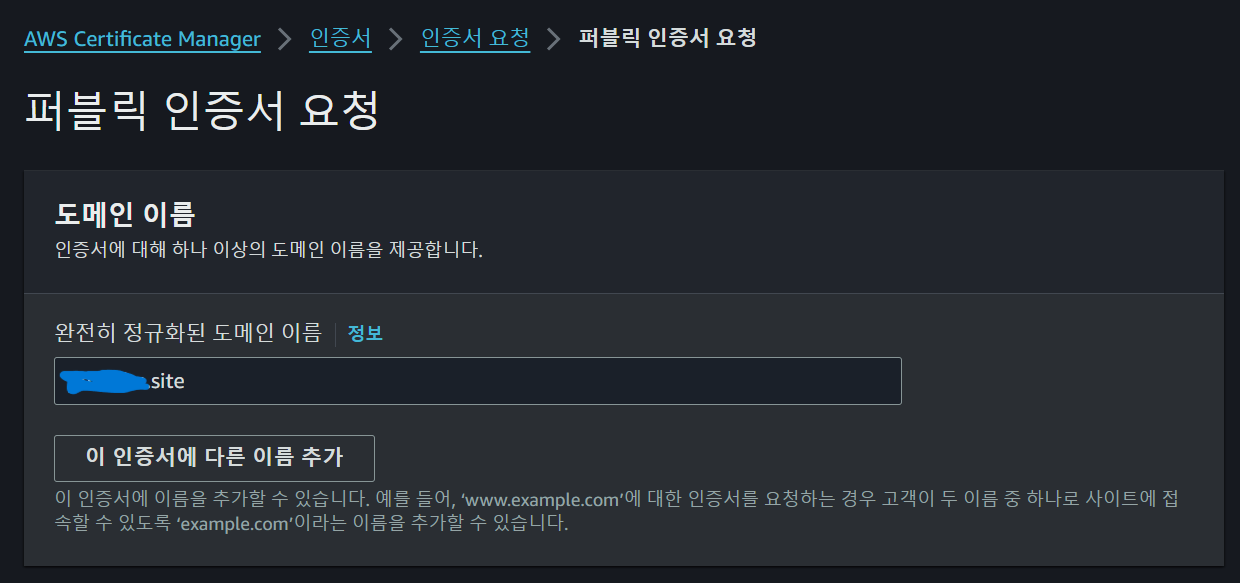 AWS Certificate Manager > 인증서 > 인증서 요청 > 퍼블릭 인증서 요청
퍼블릭 인증서 요청
도메인 이름
인증서에 대해 하나 이상의 도메인 이름을 제공합니다.
완전히 정규화된 도메인 이름 | 정보
.site
이 인증서에 다른 이름 추가
이 인증서에 이름을 추가할 수 있습니다. 예를 들어, ‘www.example.com’에 대한 인증서를 요청하는 경우 고객이 두 이름 중 하나로 사이트에 접
속할 수 있도록 ‘example.com’이라는 이름을 추가할 수 있습니다.